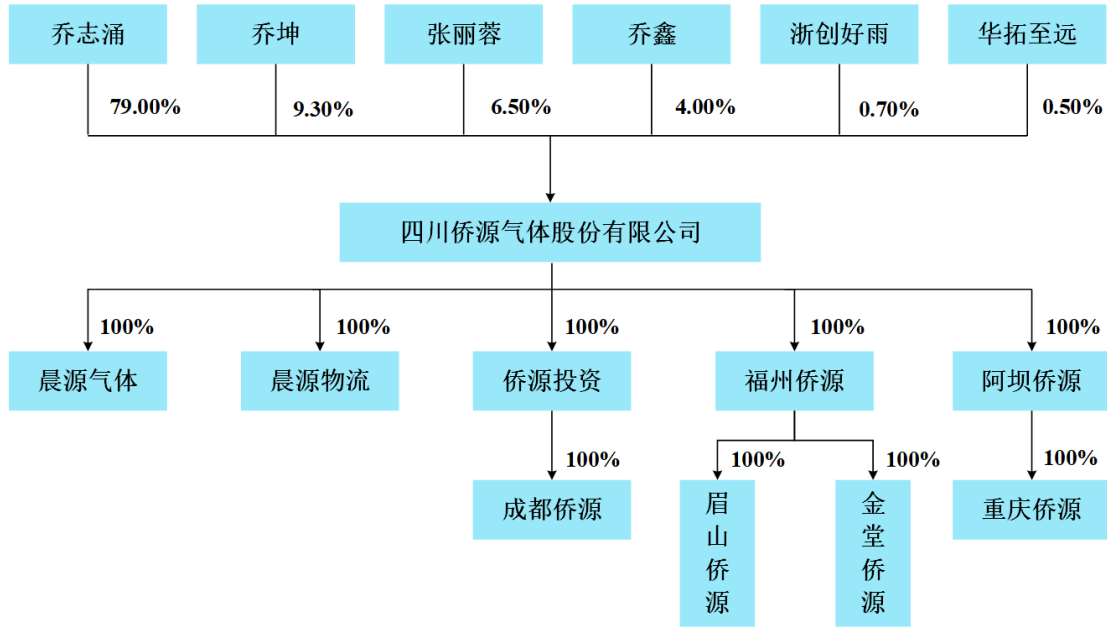 乔志涌
乔坤
张丽蓉
乔鑫
浙创好雨
华拓至远
79.00%
9.30%
6.50%
4.00%
0.70%
0.50%
四川侨源气体股份有限公司
100%
100%
100%
100%
100%
晨源气体
晨源物流
侨源投资
福州侨源
阿坝侨源
100%
100%
100%
100%
成都侨源
眉山侨源
金堂侨源
重庆侨源